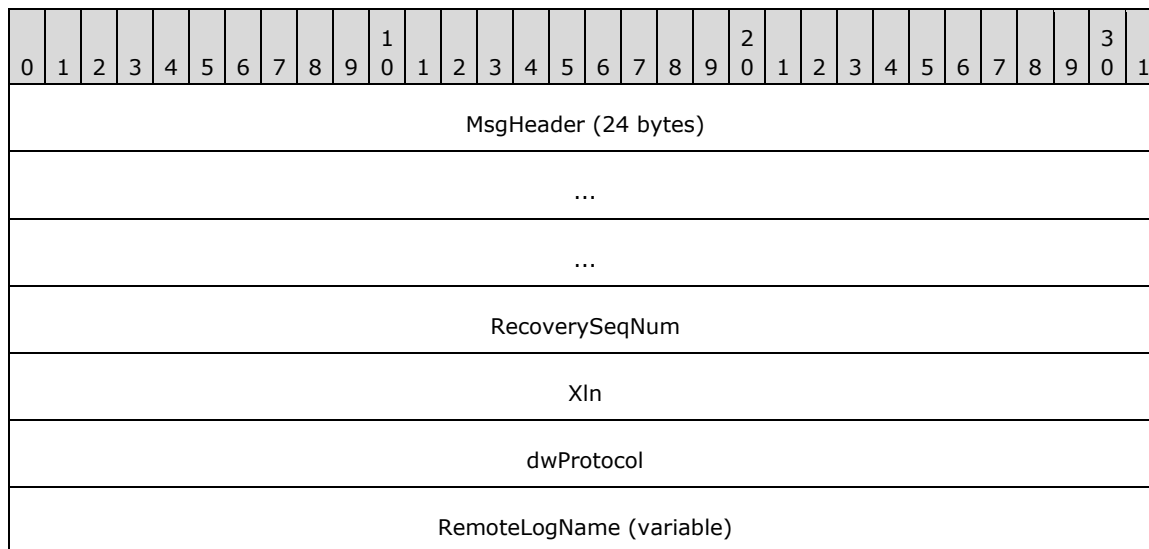 1 2 3
0 1 2 3 4 5 6 7 8 9 0 1 2 3 4 5 6 7 8 9 0 1 2 3 4 5 6 7 8 9 0 1
MsgHeader (24 bytes)
...
...
RecoverySeqNum
Xln
dwProtocol
RemoteLogName (variable)